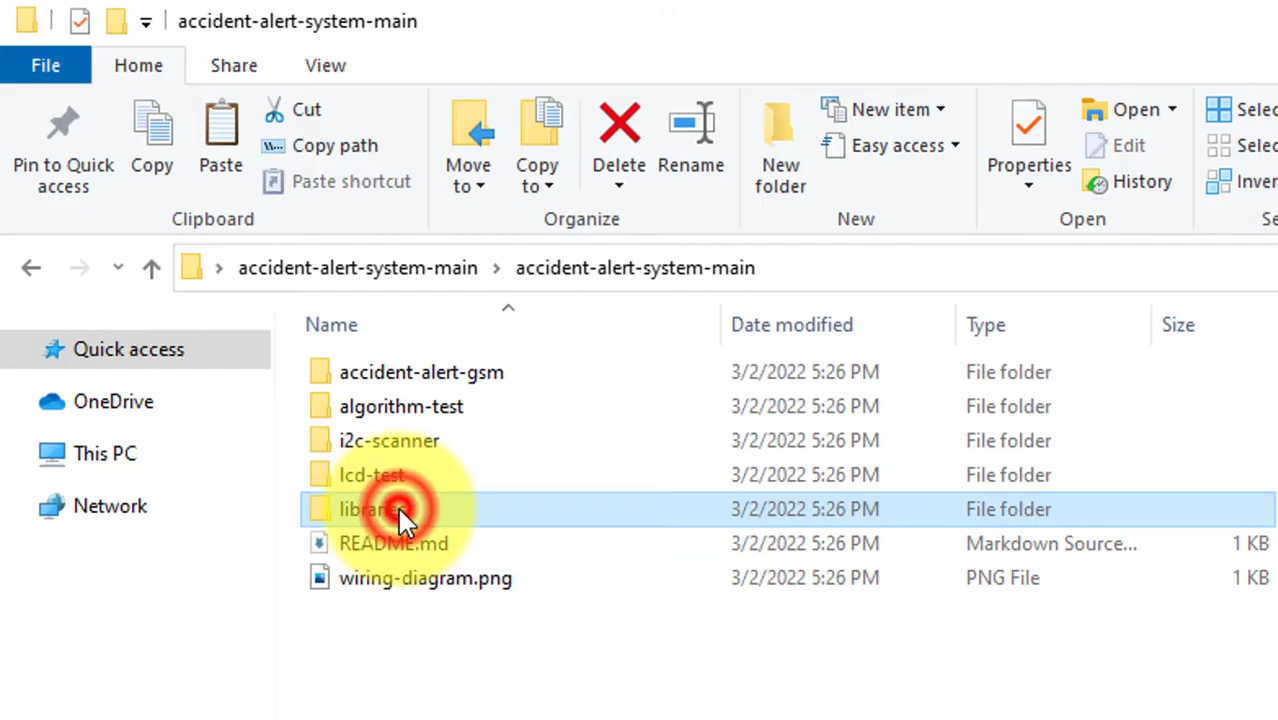 accident-alert-system-main
File Home Share View
Pin to Quick access
Copy
Paste
Cut
Copy path
Paste shortcut
Clipboard
Move to
Copy to
Delete
Rename
Organize
New folder
New item
Easy access
New
Properties
Open
Edit
History
Open
Selec
Selec
Inver
Se
accident-alert-system-main > accident-alert-system-main
Name Date modified Type Size
Quick access
OneDrive
This PC
Network
accident-alert-gsm 3/2/2022 5:26 PM File folder
algorithm-test 3/2/2022 5:26 PM File folder
i2c-scanner 3/2/2022 5:26 PM File folder
lcd-test 3/2/2022 5:26 PM File folder
libraries 3/2/2022 5:26 PM File folder
README.md 3/2/2022 5:26 PM Markdown Source... 1 KB
wiring-diagram.png 3/2/2022 5:26 PM PNG File 1 KB